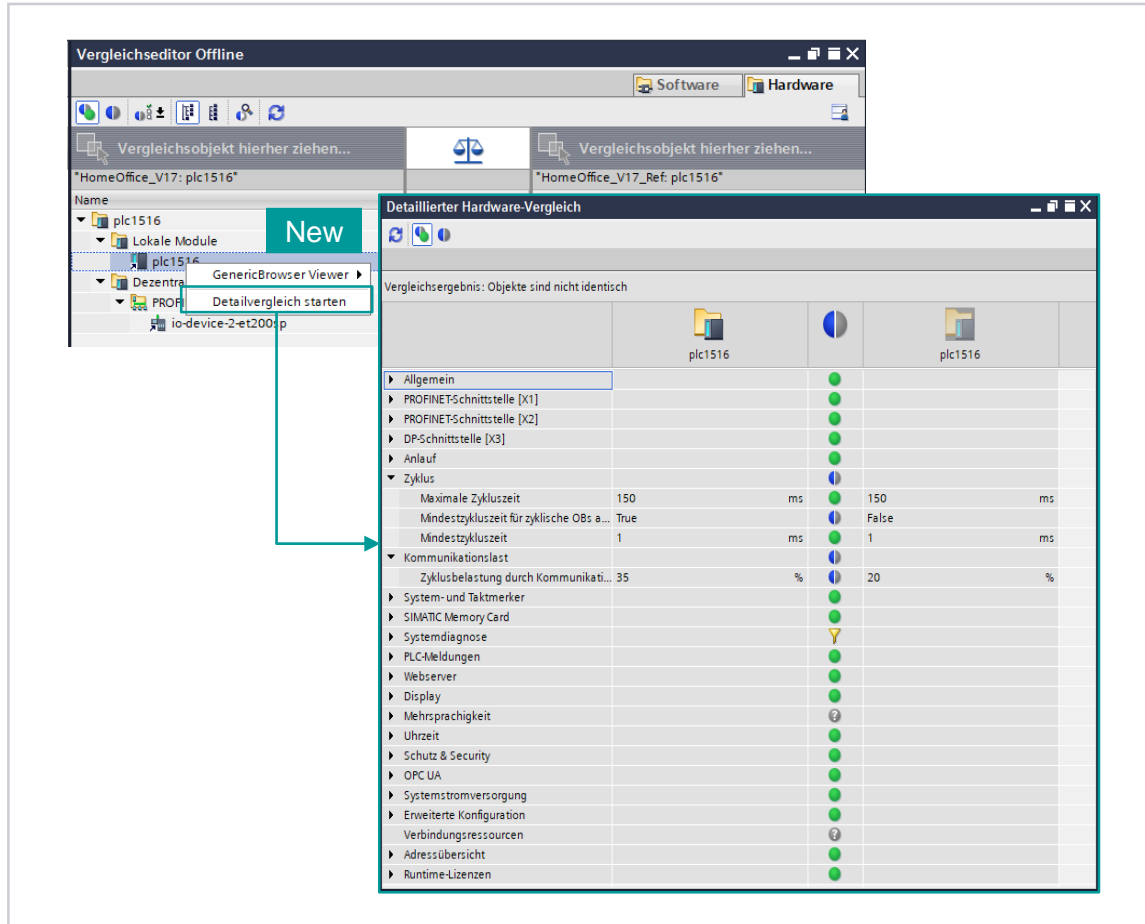 Vergleichseditor Offline
Software Hardware
Vergleichsobjekt hierher ziehen... Vergleichsobjekt hierher ziehen...
"HomeOffice_V17: plc1516" "HomeOffice_V17_Ref: plc1516"
Name
plc1516
Lokale Module
plc1516
Dezentra
PROFI
io-device-2-et200sp
New
GenericBrowser Viewer
Detailvergleich starten
Detaillierter Hardware-Vergleich
Vergleichsergebnis: Objekte sind nicht identisch
plc1516 plc1516
Allgemein
PROFINET-Schnittstelle [X1]
PROFINET-Schnittstelle [X2]
DP-Schnittstelle [X3]
Anlauf
Zyklus
Maximale Zykluszeit 150 ms 150 ms
Mindestzykluszeit für zyklische OBs a... True False
Mindestzykluszeit 1 ms 1 ms
Kommunikationslast
Zyklusbelastung durch Kommunikati... 35 % 20 %
System- und Taktmerker
SIMATIC Memory Card
Systemdiagnose
PLC-Meldungen
Webserver
Display
Mehrsprachigkeit
?
Uhrzeit
Schutz & Security
OPC UA
Systemstromversorgung
Erweiterte Konfiguration
Verbindungsressourcen
?
Adressübersicht
Runtime-Lizenzen